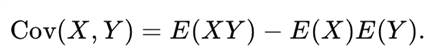 Cov(X, Y) = E(XY) − E(X)E(Y).